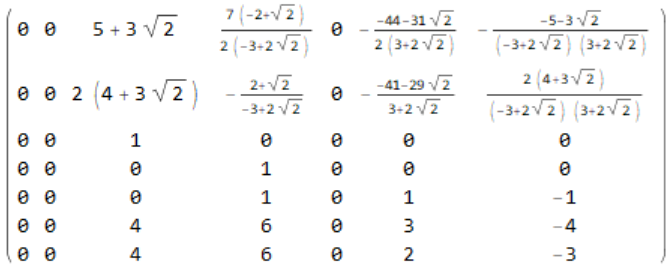 0 0 5 + 3 √2 7 (-2+√2) / 2 (-3+2 √2) 0 - -44-31 √2 / 2 (3+2 √2) - -5-3 √2 / (-3+2 √2) (3+2 √2)
0 0 2 (4 + 3 √2) - 2+√2 / -3+2 √2 0 - -41-29 √2 / 3+2 √2 2 (4+3 √2) / (-3+2 √2) (3+2 √2)
0 0 1 0 0 0 0
0 0 0 1 0 0 0
0 0 0 1 0 1 -1
0 0 4 6 0 3 -4
0 0 4 6 0 2 -3